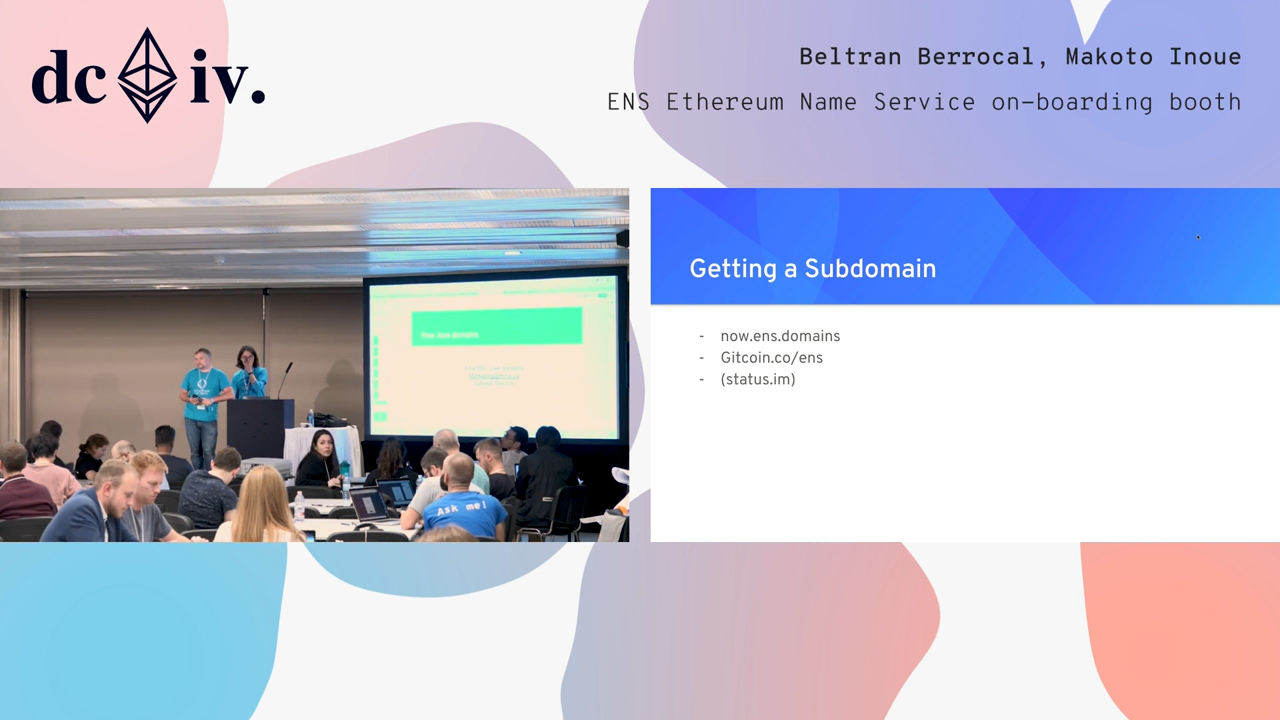 dc iv.
Beltran Berrocal, Makoto Inoue
ENS Ethereum Name Service on-boarding booth
Getting a Subdomain
- now.ens.domains
- Gitcoin.co/ens
- (status.im)
Ask me!